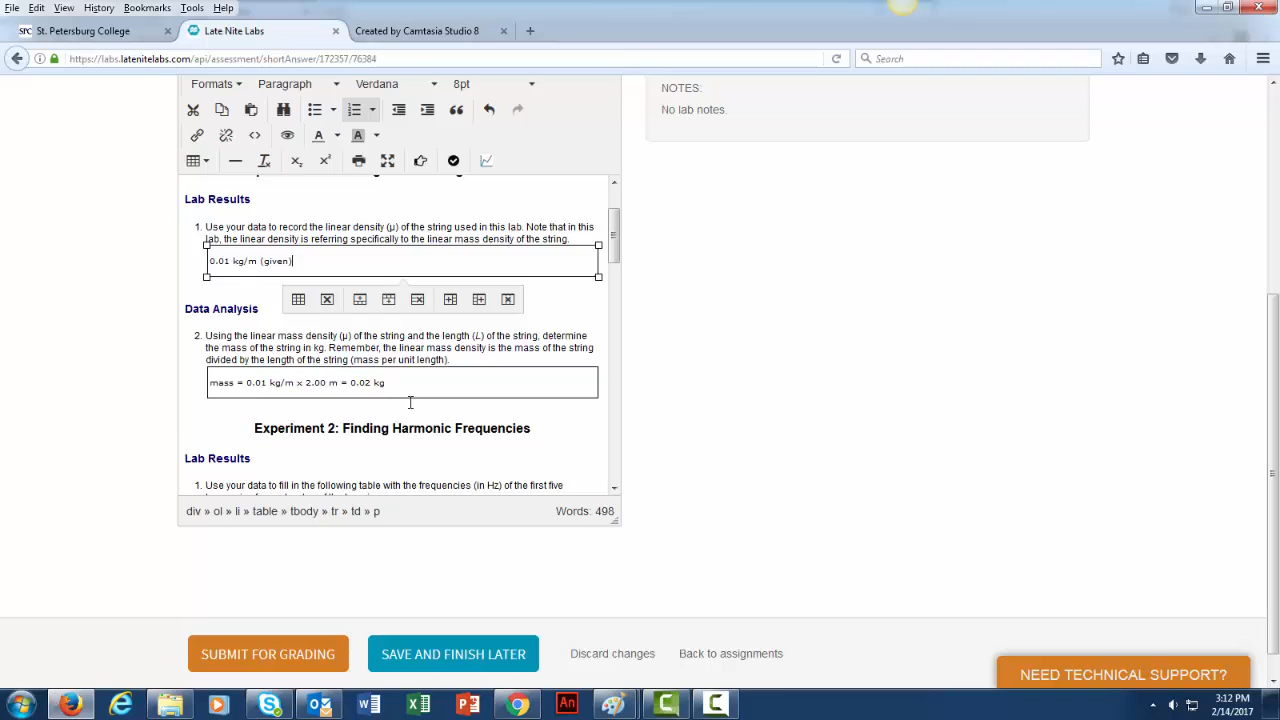 File Edit View History Bookmarks Tools Help
SPC St. Petersburg College × Late Nite Labs × Created by Camtasia Studio 8 × +
https://labs.latenitelabs.com/api/assessment/shortAnswer/172357/76384
Search
Formats Paragraph Verdana 8pt
NOTES:
No lab notes.
Lab Results
1. Use your data to record the linear density (μ) of the string used in this lab. Note that in this
lab, the linear density is referring specifically to the linear mass density of the string.
0.01 kg/m (given)
Data Analysis
2. Using the linear mass density (μ) of the string and the length (L) of the string, determine
the mass of the string in kg. Remember, the linear mass density is the mass of the string
divided by the length of the string (mass per unit length).
mass = 0.01 kg/m x 2.00 m = 0.02 kg
Experiment 2: Finding Harmonic Frequencies
Lab Results
1. Use your data to fill in the following table with the frequencies (in Hz) of the first five
div » ol » li » table » tbody » tr » td » p
Words: 498
SUBMIT FOR GRADING
SAVE AND FINISH LATER
Discard changes
Back to assignments
NEED TECHNICAL SUPPORT?
3:12 PM
2/14/2017